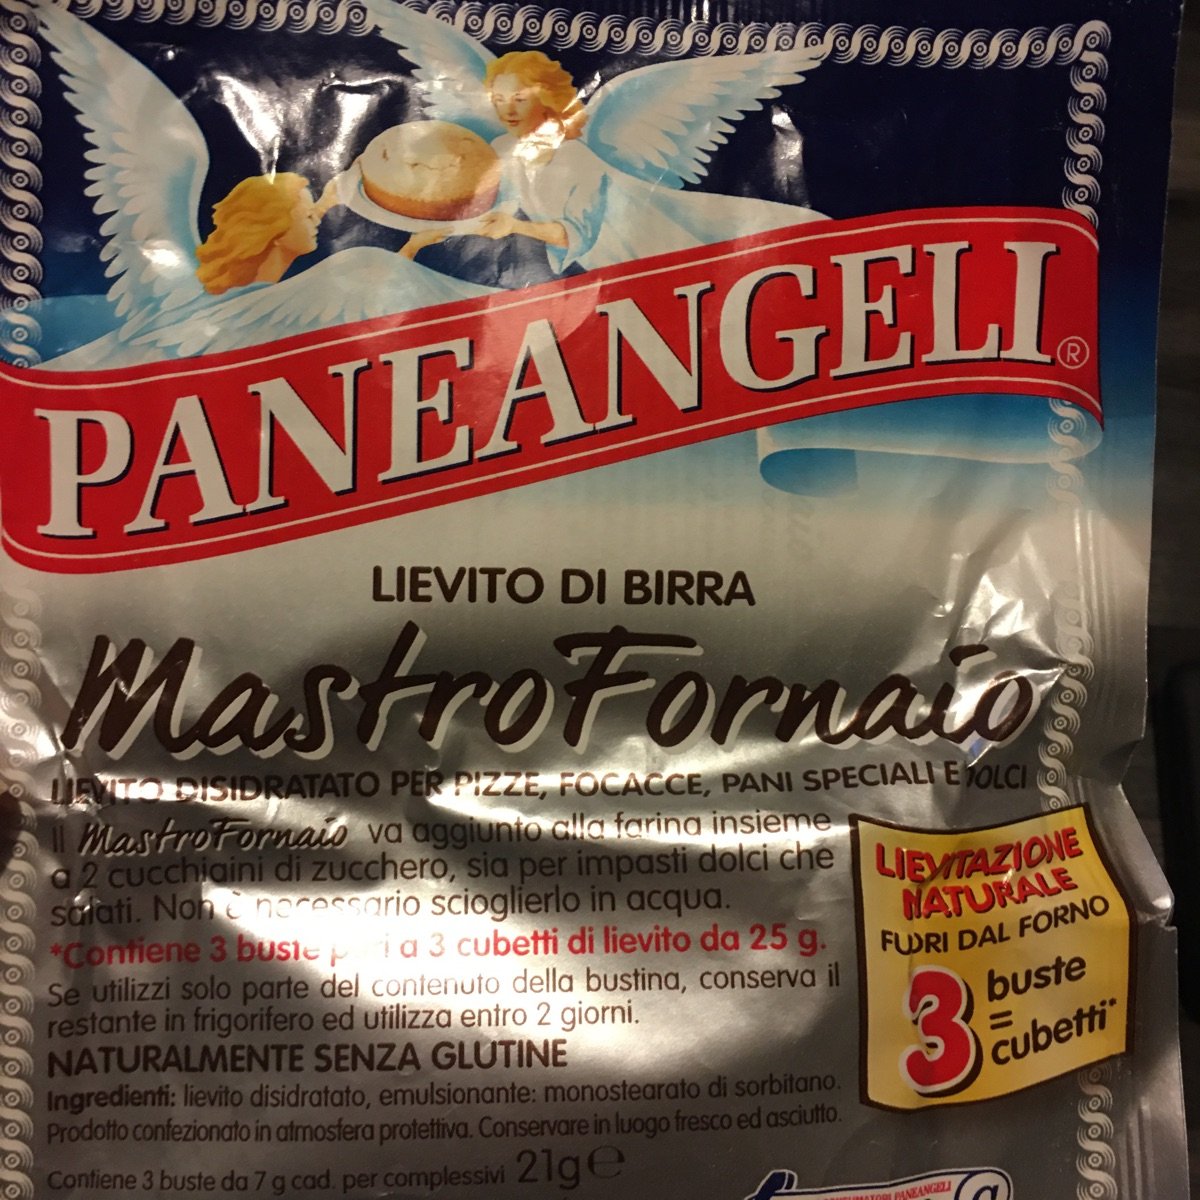 PANEANGELI®
LIEVITO DI BIRRA
MastroFornaio
LIEVITO DISIDRATATO PER PIZZE, FOCACCE, PANI SPECIALI E DOLCI
Il MastroFornaio va aggiunto alla farina insieme
a 2 cucchiaini di zucchero, sia per impasti dolci che
salati. Non è necessario scioglierlo in acqua.
*Contiene 3 buste pari a 3 cubetti di lievito da 25 g.
Se utilizzi solo parte del contenuto della bustina, conserva il
restante in frigorifero ed utilizza entro 2 giorni.
NATURALMENTE SENZA GLUTINE
Ingredienti: lievito disidratato, emulsionante: monostearato di sorbitano.
Prodotto confezionato in atmosfera protettiva. Conservare in luogo fresco ed asciutto.
Contiene 3 buste da 7 g cad. per complessivi 21g℮
LIEVITAZIONE
NATURALE
FUORI DAL FORNO
3 buste
=
cubetti*
PANEANGELI